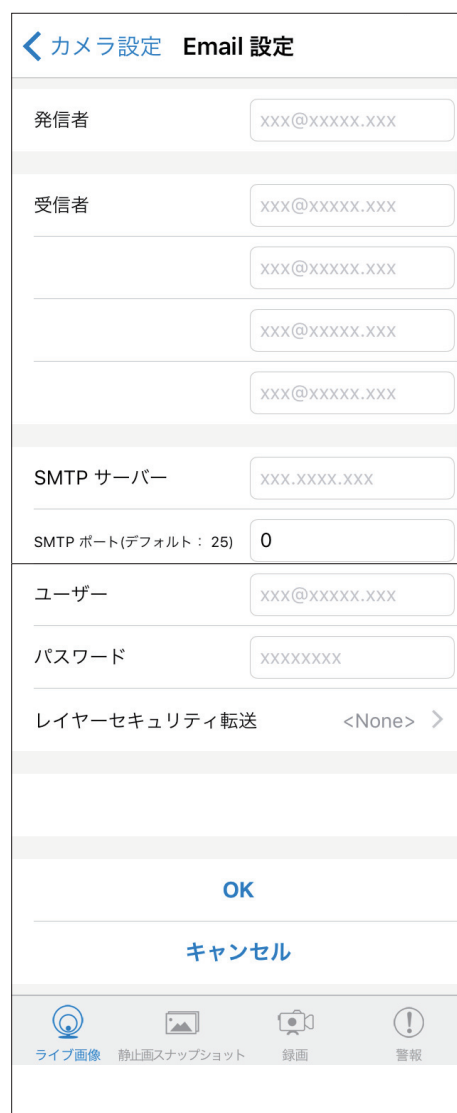 カメラ設定 Email 設定
発信者 xxx@xxxxx.xxx
受信者 xxx@xxxxx.xxx
xxx@xxxxx.xxx
xxx@xxxxx.xxx
xxx@xxxxx.xxx
SMTP サーバー xxx.xxxx.xxx
SMTP ポート(デフォルト： 25) 0
ユーザー xxx@xxxxx.xxx
パスワード xxxxxxxx
レイヤーセキュリティ転送 <None>
OK
キャンセル
ライブ画像 静止画スナップショット 録画 警報